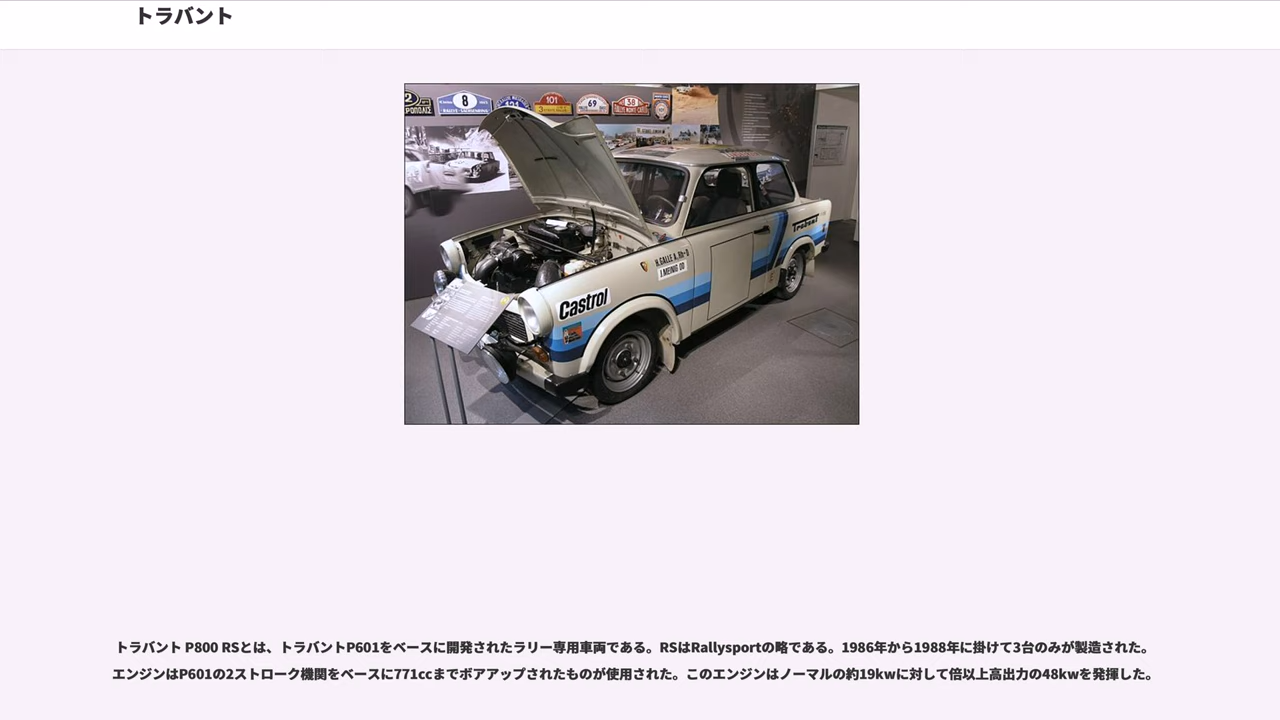 トラバント
8
101
101
69
38
Trabant
Castrol
トラバント P800 RSとは、トラバントP601をベースに開発されたラリー専用車両である。RSはRallysportの略である。1986年から1988年に掛けて3台のみが製造された。
エンジンはP601の2ストローク機関をベースに771ccまでボアアップされたものが使用された。このエンジンはノーマルの約19kwに対して倍以上高出力の48kwを発揮した。